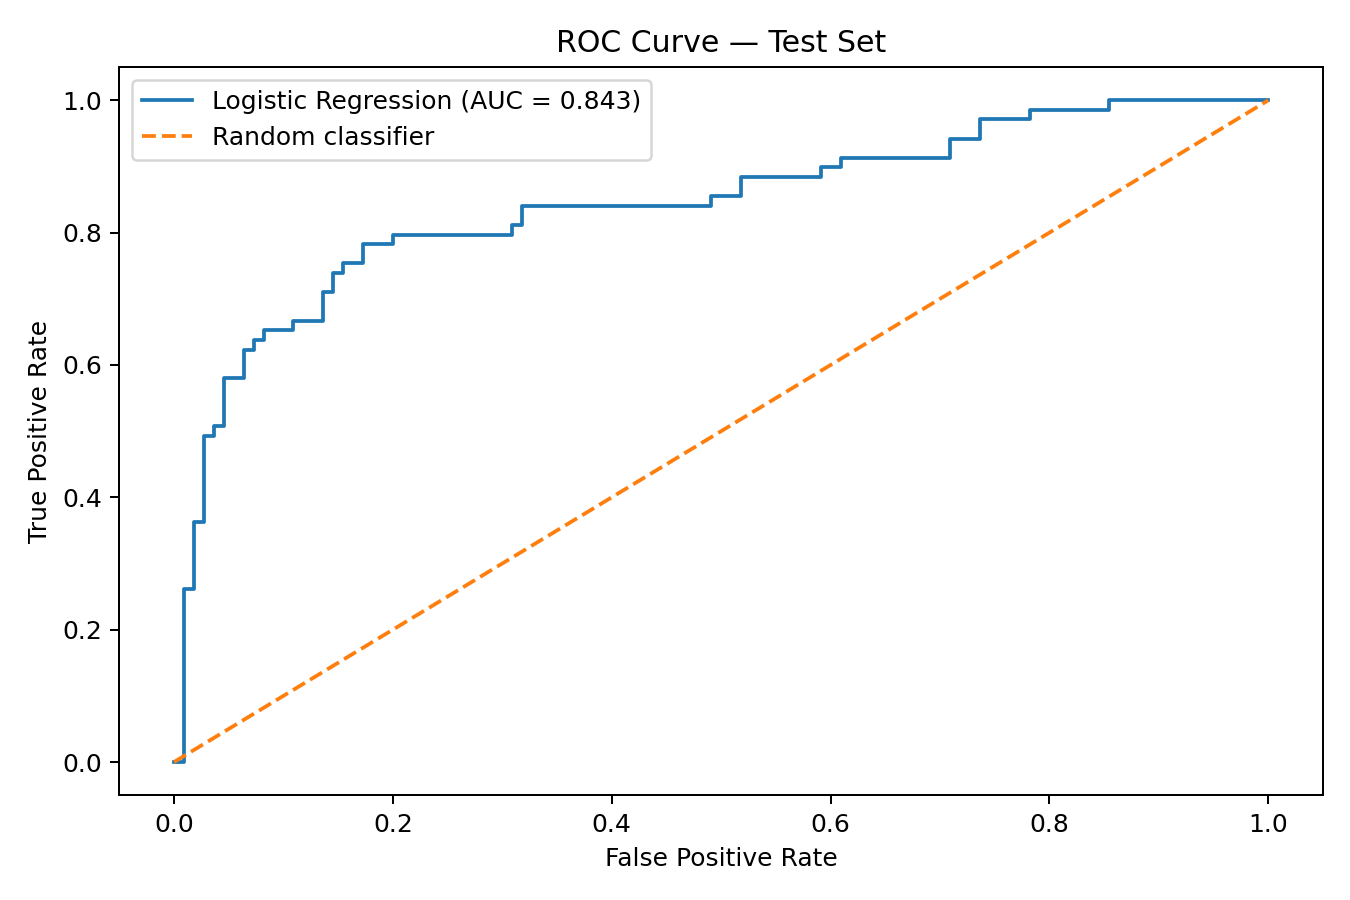 ROC Curve — Test Set
Logistic Regression (AUC = 0.843)
Random classifier
True Positive Rate
1.0
0.8
0.6
0.4
0.2
0.0
0.0 0.2 0.4 0.6 0.8 1.0
False Positive Rate